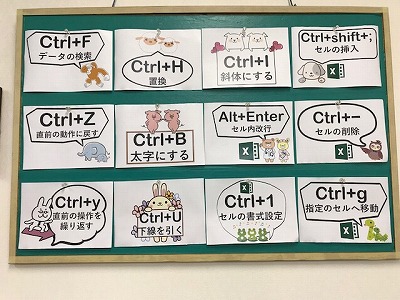 Ctrl+F
データの検索
Ctrl+H
置換
Ctrl+I
斜体にする
Ctrl+shift+;
セルの挿入
Ctrl+Z
直前の動作に戻す
Ctrl+B
太字にする
Alt+Enter
セル内改行
Ctrl+−
セルの削除
Ctrl+y
直前の操作を
繰り返す
Ctrl+U
下線を引く
Ctrl+1
セルの書式設定
Ctrl+g
指定のセルへ移動